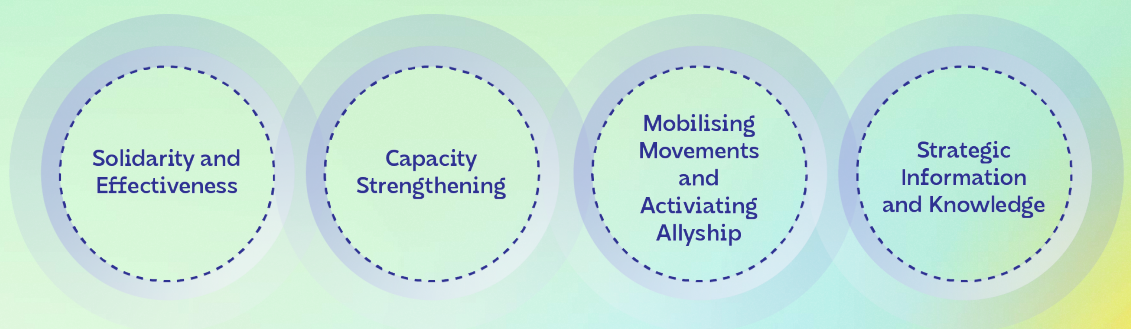 Solidarity and
Effectiveness
Capacity
Strengthening
Mobilising
Movements
and
Activiating
Allyship
Strategic
Information
and Knowledge